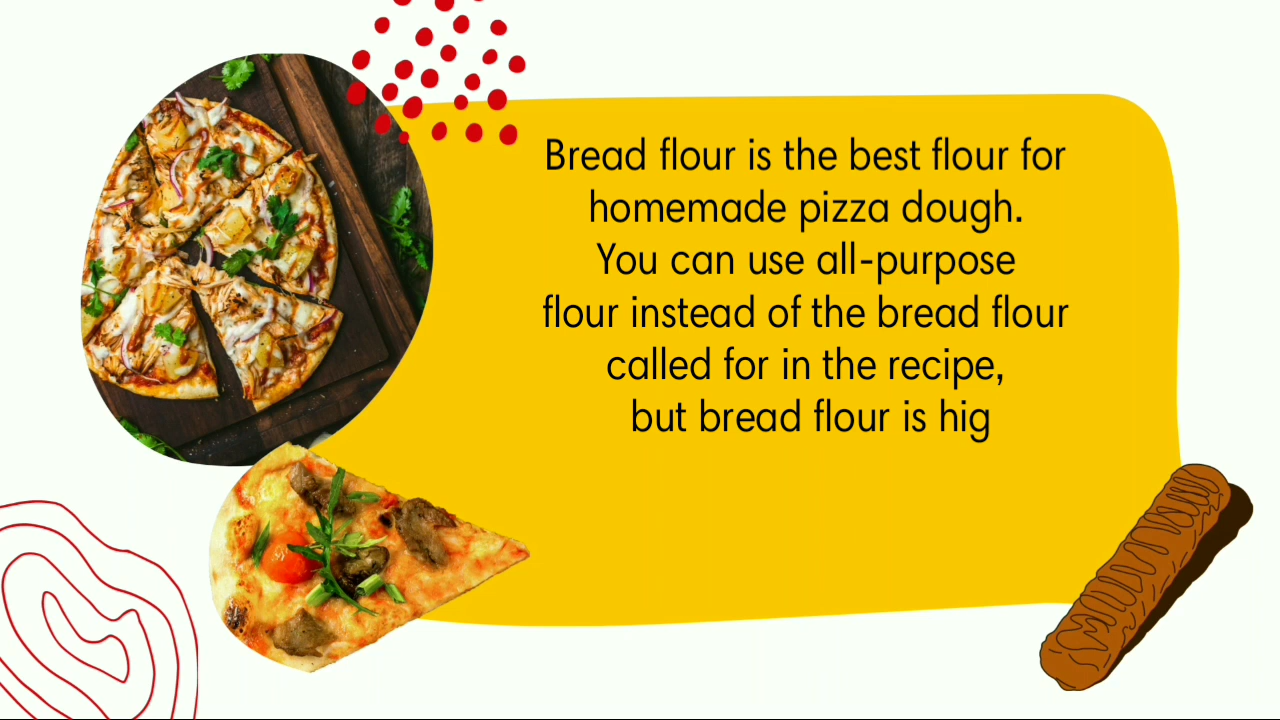 Bread flour is the best flour for
homemade pizza dough.
You can use all-purpose
flour instead of the bread flour
called for in the recipe,
but bread flour is hig